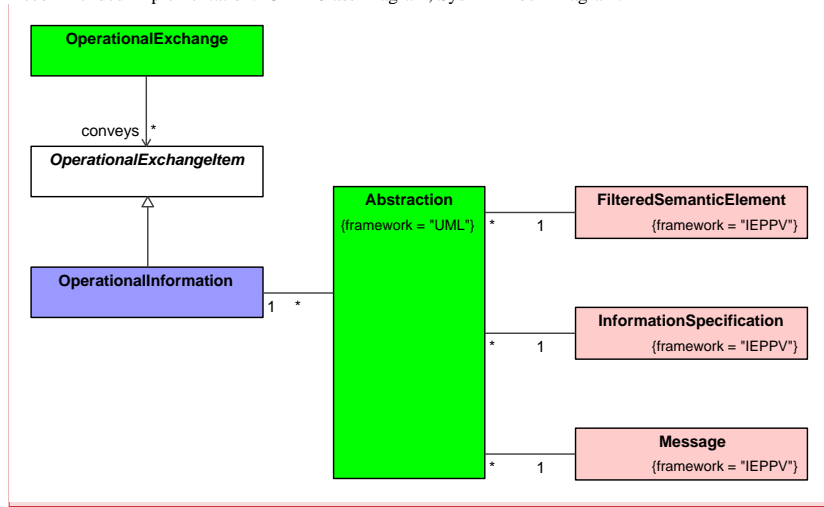 OperationalExchange
conveys *
OperationalExchangeItem
Abstraction
{framework = "UML"}
FilteredSemanticElement
{framework = "IEPPV"}
* 1
OperationalInformation
1 *
InformationSpecification
{framework = "IEPPV"}
* 1
Message
{framework = "IEPPV"}
* 1